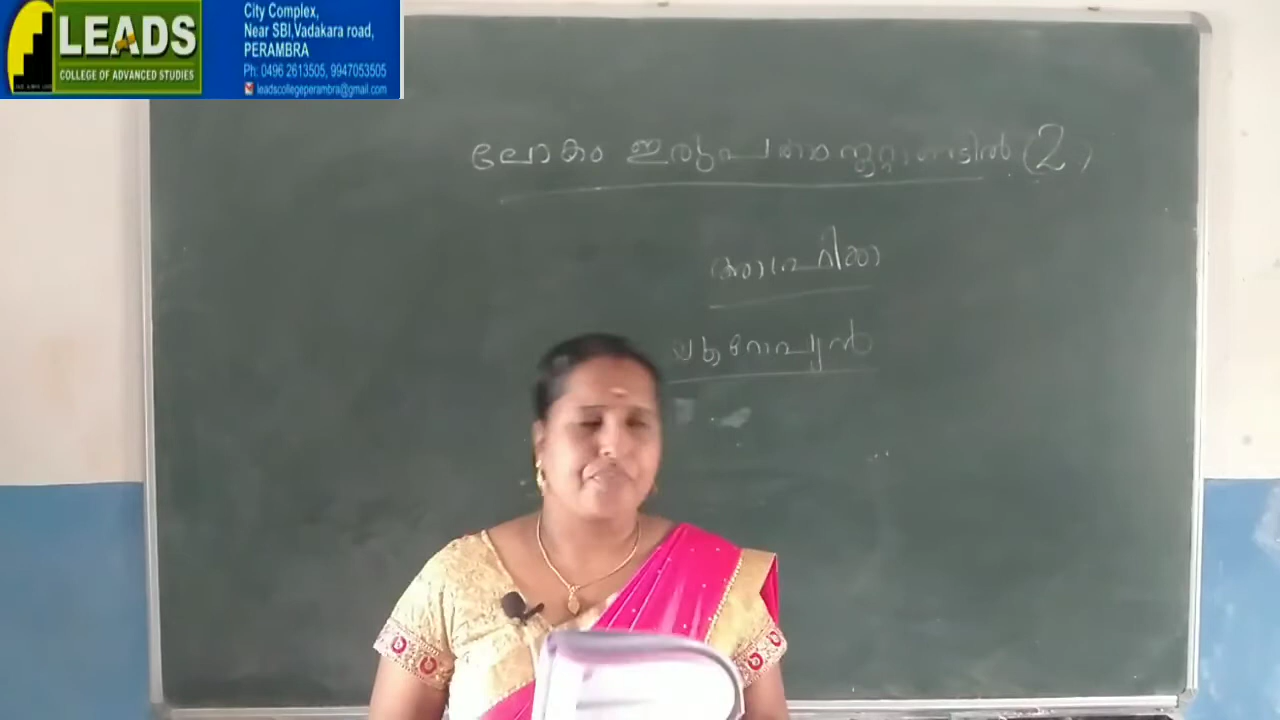 LEADS
COLLEGE OF ADVANCED STUDIES
City Complex,
Near SBI,Vadakara road,
PERAMBRA
Ph: 0496 2613505, 9947053505
leadscollegeperambra@gmail.com
ലോകം ഇരുപതാം നൂറ്റാണ്ടിൽ (2)
ആഫ്രിക്ക
യൂറോപ്യൻ